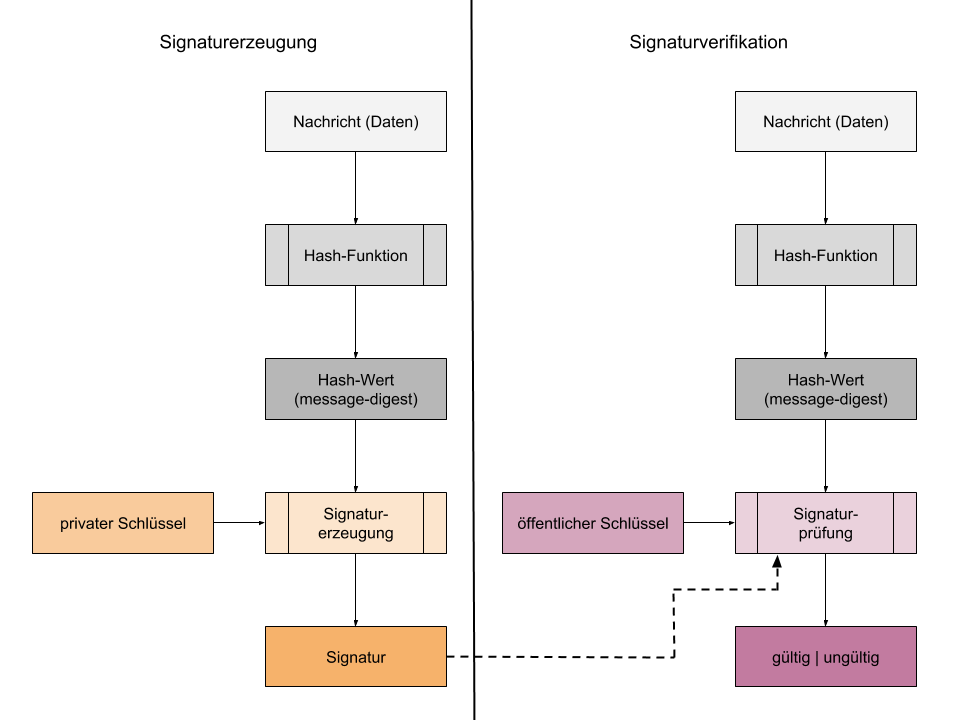 Signaturerzeugung
Nachricht (Daten)
Hash-Funktion
Hash-Wert
(message-digest)
privater Schlüssel
Signatur-
erzeugung
Signatur
Signaturverifikation
Nachricht (Daten)
Hash-Funktion
Hash-Wert
(message-digest)
öffentlicher Schlüssel
Signatur-
prüfung
gültig | ungültig